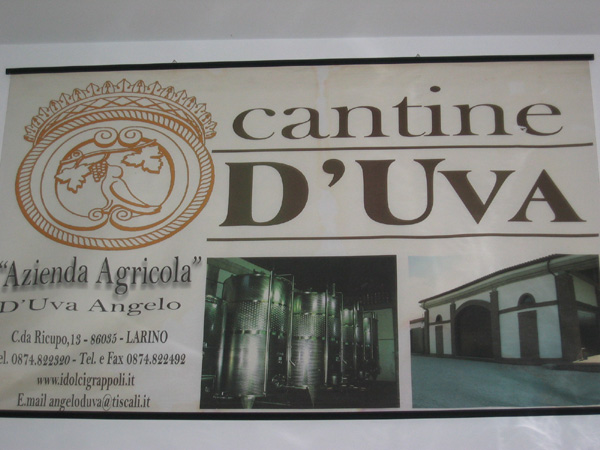 cantine
D'UVA
"Azienda Agricola"
D'Uva Angelo
C.da Ricupo,13 - 86035 - LARINO
el. 0874.822320 - Tel. e Fax 0874.822492
www.idolcigrappoli.it
E.mail angeloduva@tiscali.it